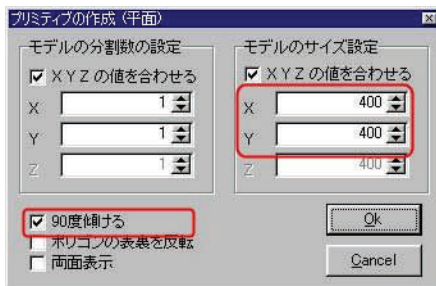 プリミティブの作成（平面）
モデルの分割数の設定
XYZの値を合わせる
X 1
Y 1
Z 1
モデルのサイズ設定
XYZの値を合わせる
X 400
Y 400
Z 400
90度傾ける
ポリゴンの表裏を反転
両面表示
Ok
Cancel